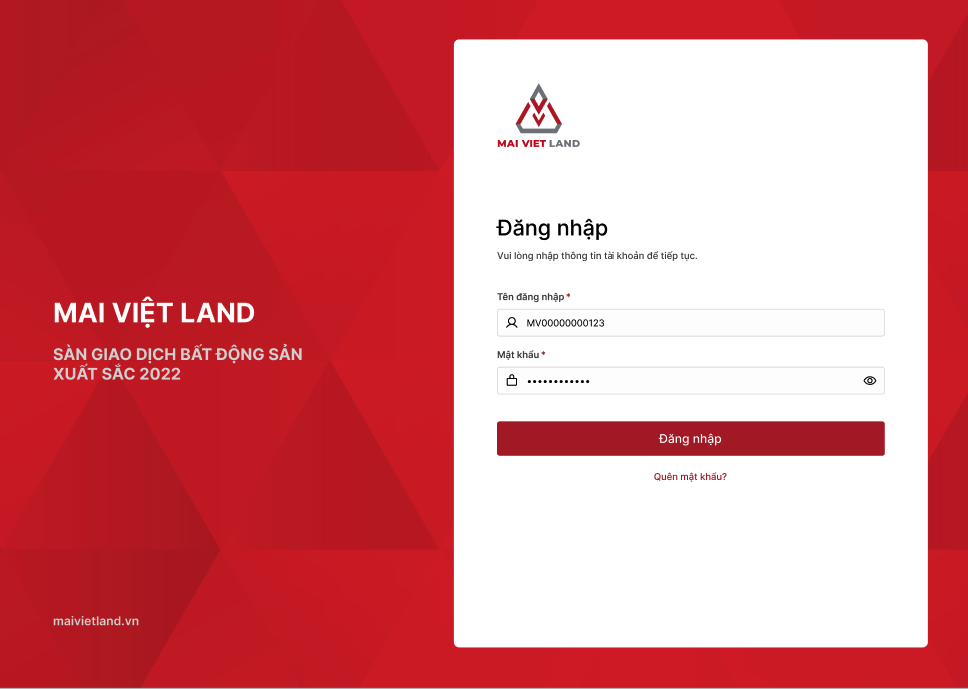 MAI VIỆT LAND
SÀN GIAO DỊCH BẤT ĐỘNG SẢN
XUẤT SẮC 2022
maivietland.vn
MAI VIET LAND
Đăng nhập
Vui lòng nhập thông tin tài khoản để tiếp tục.
Tên đăng nhập *
MV00000000123
Mật khẩu *
••••••••••••
Đăng nhập
Quên mật khẩu?